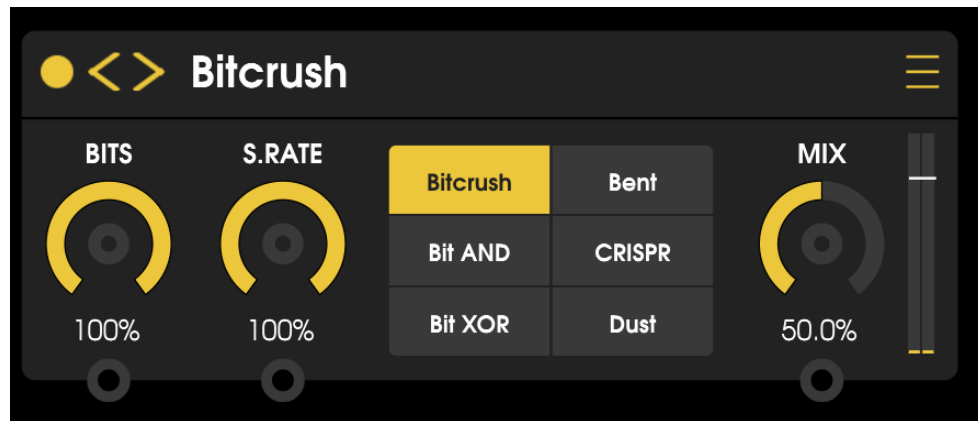 Bitcrush
BITS
S.RATE
MIX
Bitcrush
Bent
Bit AND
CRISPR
Bit XOR
Dust
100%
100%
50.0%